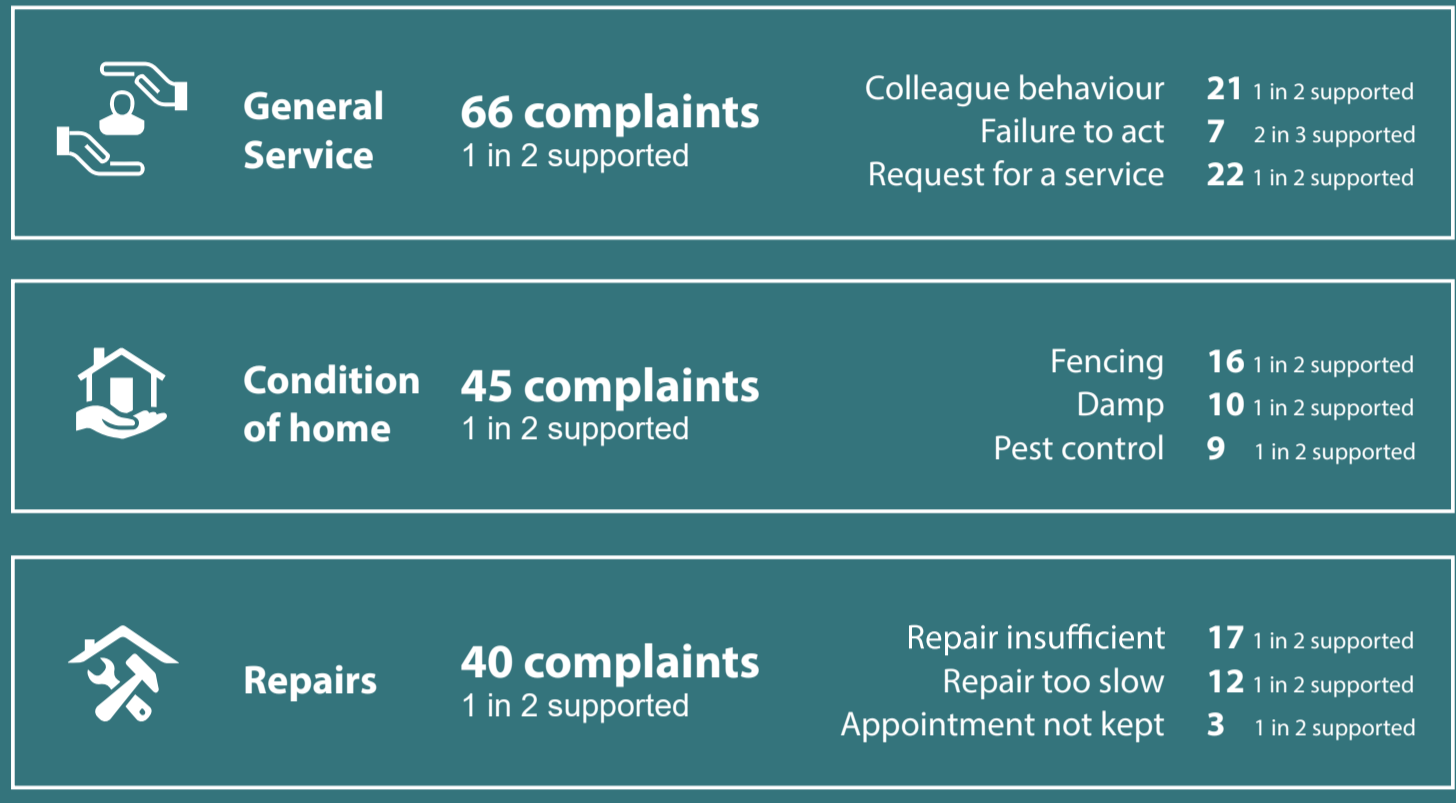 General
Service
66 complaints
1 in 2 supported
Colleague behaviour 21 1 in 2 supported
Failure to act 7 2 in 3 supported
Request for a service 22 1 in 2 supported
Condition
of home
45 complaints
1 in 2 supported
Fencing 16 1 in 2 supported
Damp 10 1 in 2 supported
Pest control 9 1 in 2 supported
Repairs
40 complaints
1 in 2 supported
Repair insufficient 17 1 in 2 supported
Repair too slow 12 1 in 2 supported
Appointment not kept 3 1 in 2 supported